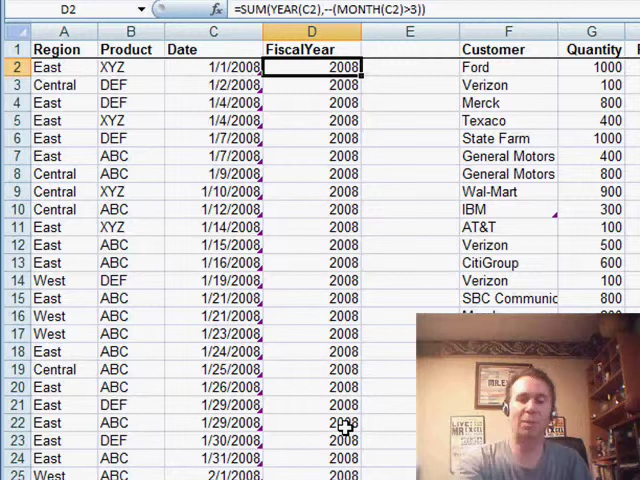 D2 fx =SUM(YEAR(C2),--(MONTH(C2)>3))
A B C D E F G
1 Region Product Date FiscalYear Customer Quantity
2 East XYZ 1/1/2008 2008 Ford 1000
3 Central DEF 1/2/2008 2008 Verizon 100
4 East DEF 1/4/2008 2008 Merck 800
5 East XYZ 1/4/2008 2008 Texaco 400
6 East DEF 1/7/2008 2008 State Farm 1000
7 East ABC 1/7/2008 2008 General Motors 400
8 Central ABC 1/9/2008 2008 General Motors 800
9 Central XYZ 1/10/2008 2008 Wal-Mart 900
10 Central ABC 1/12/2008 2008 IBM 300
11 East XYZ 1/14/2008 2008 AT&T 100
12 East ABC 1/15/2008 2008 Verizon 500
13 East ABC 1/16/2008 2008 CitiGroup 600
14 West DEF 1/19/2008 2008 Verizon 100
15 East ABC 1/21/2008 2008 SBC Communic 800
16 West ABC 1/21/2008 2008
17 West ABC 1/23/2008 2008
18 East ABC 1/24/2008 2008
19 Central ABC 1/25/2008 2008
20 East ABC 1/26/2008 2008
21 East DEF 1/29/2008 2008
22 East ABC 1/29/2008 2008
23 East DEF 1/30/2008 2008
24 East ABC 1/31/2008 2008
25 West ABC 2/1/2008 2008